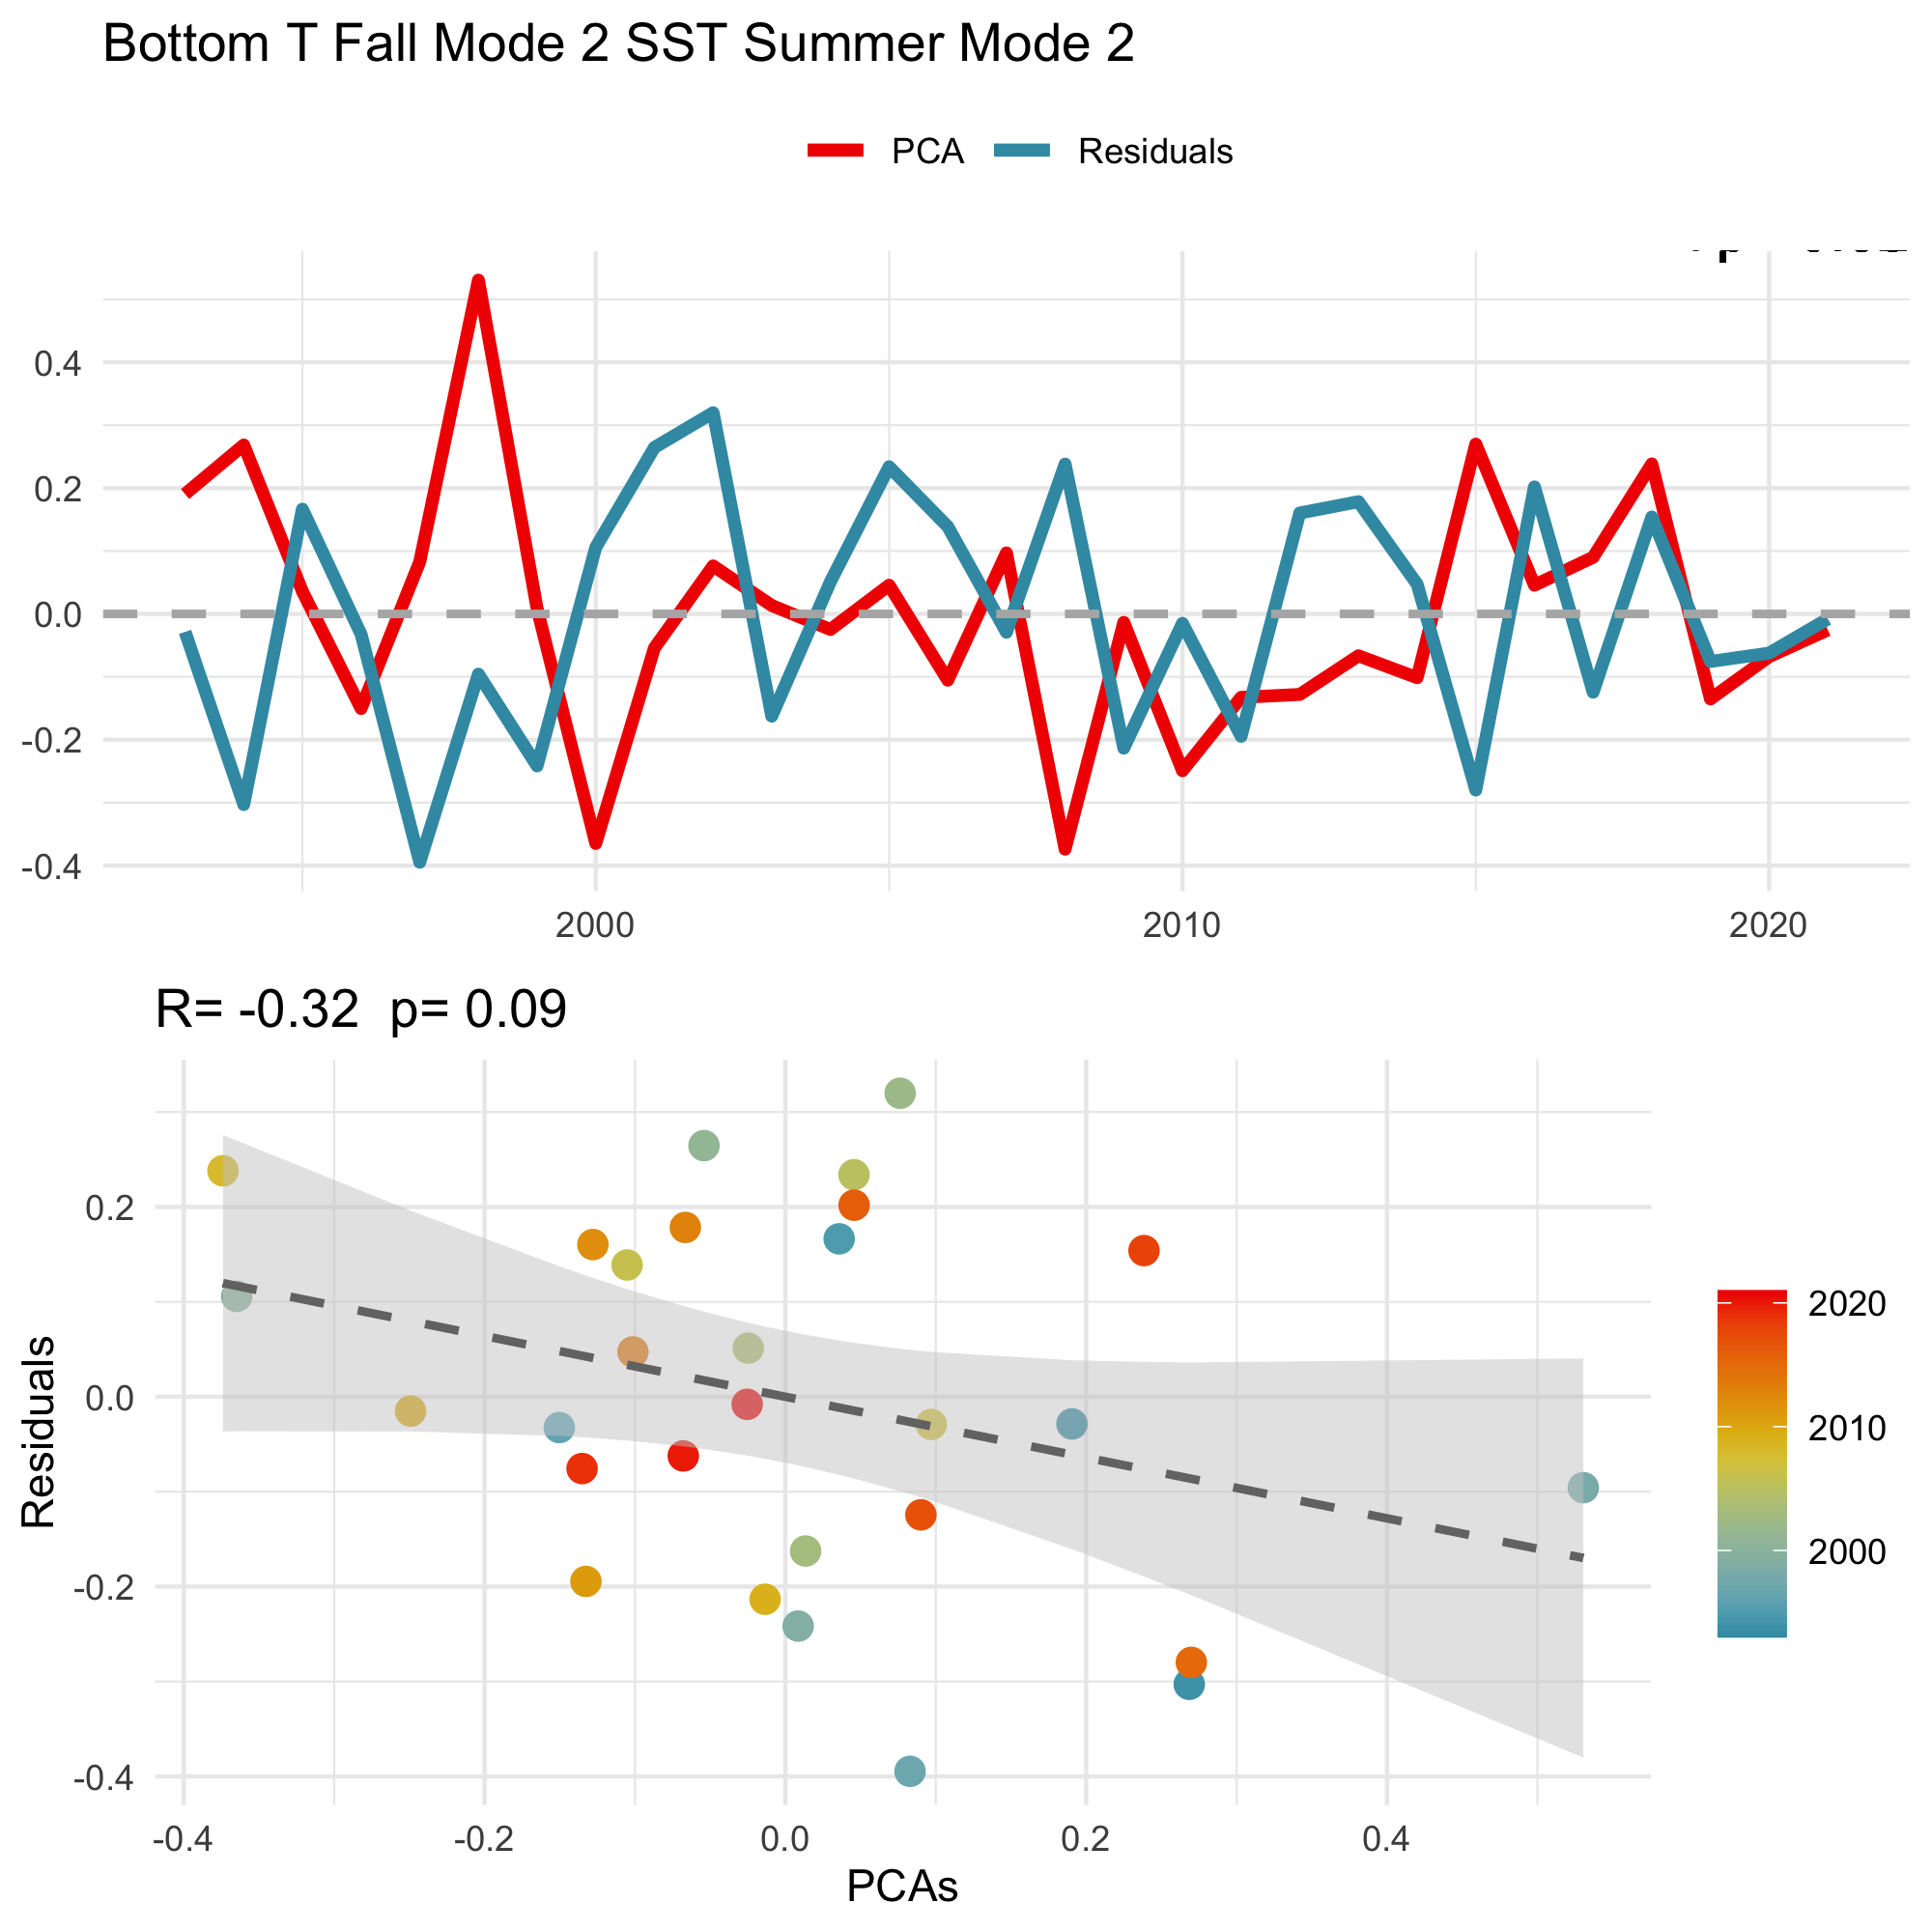 Bottom T Fall Mode 2 SST Summer Mode 2
PCA Residuals
0.4
0.2
0.0
-0.2
-0.4
2000 2010 2020
R= -0.32 p= 0.09
Residuals
0.2
0.0
-0.2
-0.4
-0.4 -0.2 0.0 0.2 0.4
PCAs
2020
2010
2000